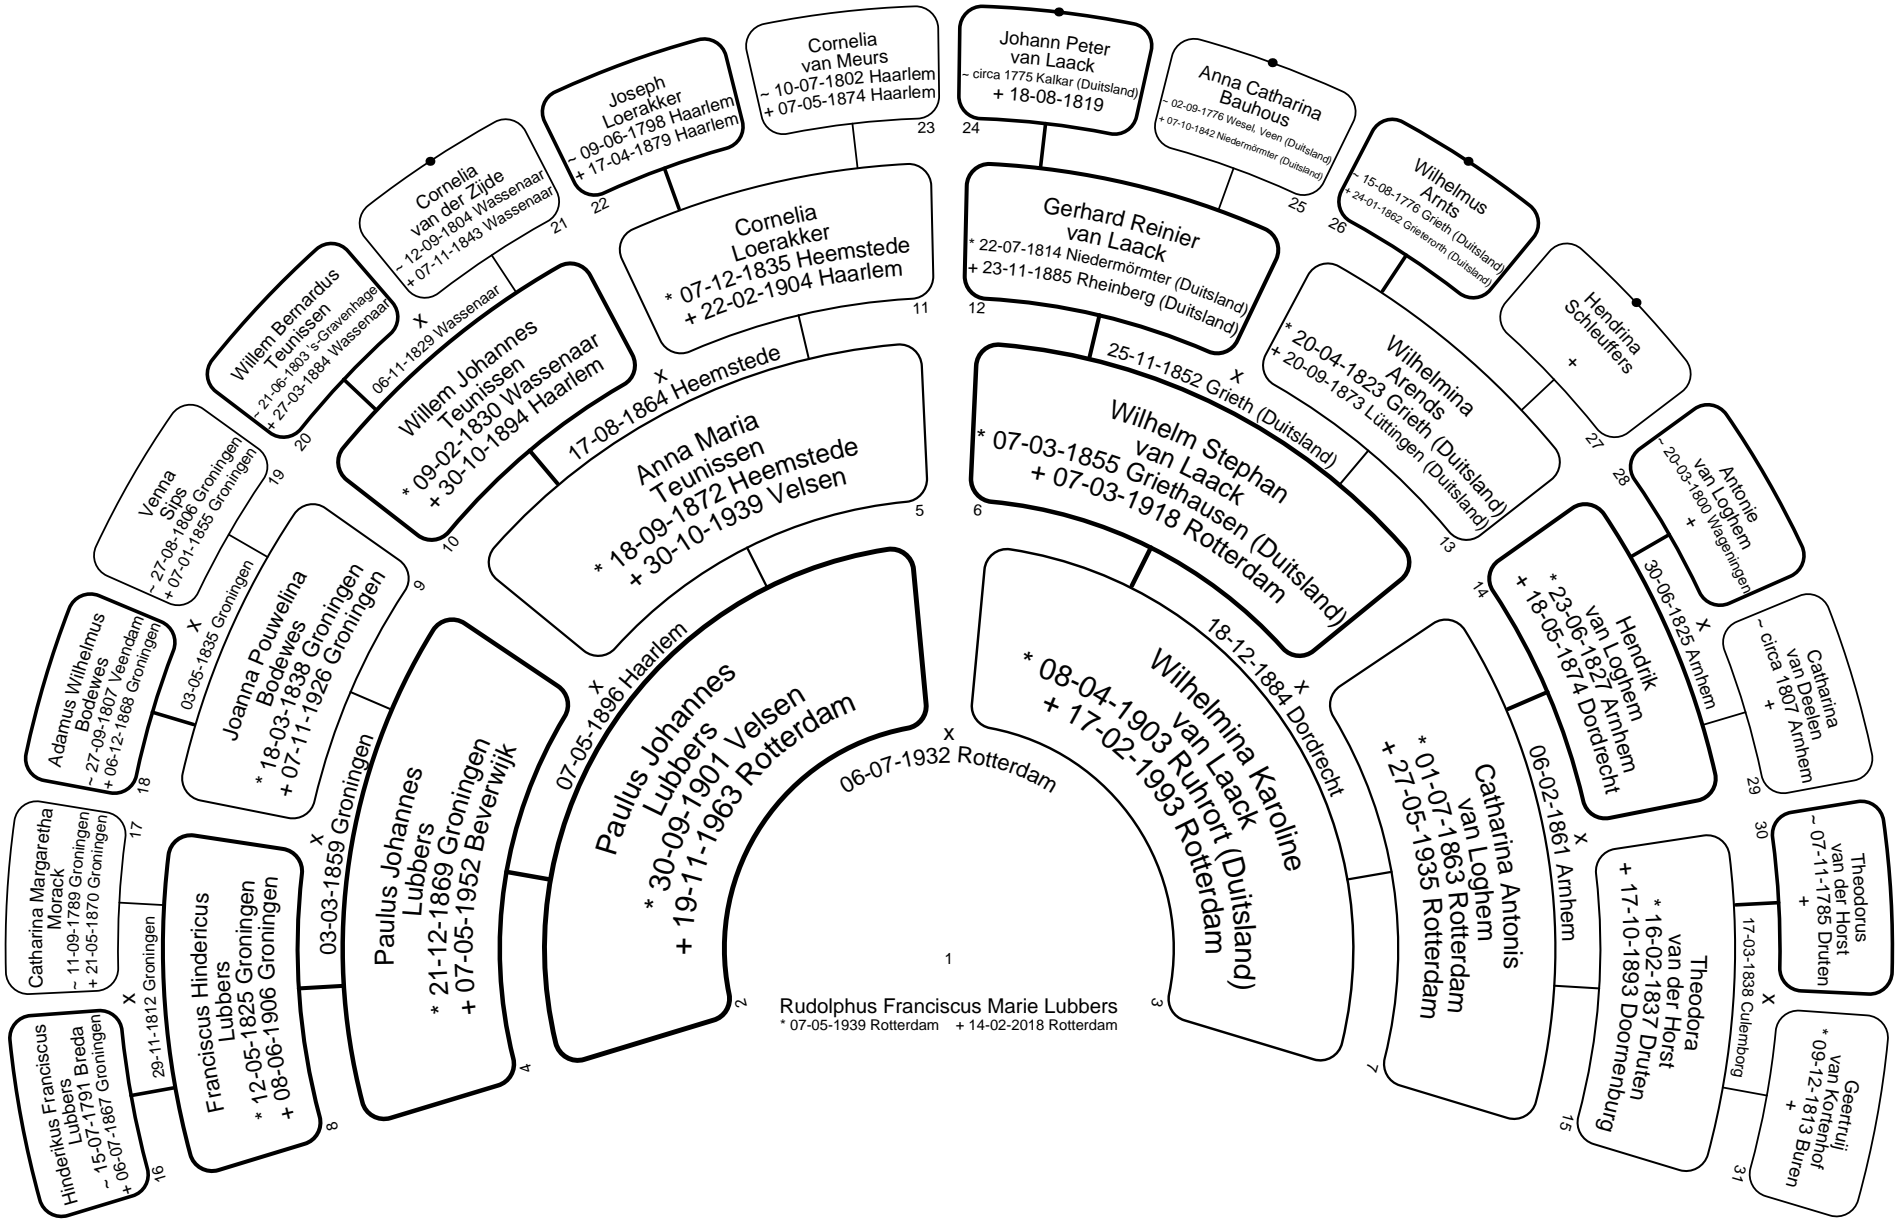 1
Rudolphus Franciscus Marie Lubbers
* 07-05-1939 Rotterdam + 14-02-2018 Rotterdam
2
Paulus Johannes
Lubbers
* 30-09-1901 Velsen
+ 19-11-1963 Rotterdam
x
06-07-1932 Rotterdam
3
Wilhelmina Karoline
van Laack
* 08-04-1903 Ruhrort (Duitsland)
+ 17-02-1993 Rotterdam
4
Paulus Johannes
Lubbers
* 21-12-1869 Groningen
+ 07-05-1952 Beverwijk
x
07-05-1896 Haarlem
5
Anna Maria
Teunissen
* 18-09-1872 Heemstede
+ 30-10-1939 Velsen
6
Wilhelm Stephan
van Laack
* 07-03-1855 Griethausen (Duitsland)
+ 07-03-1918 Rotterdam
x
18-12-1884 Dordrecht
7
Catharina Antonis
van Loghem
* 01-07-1863 Rotterdam
+ 27-05-1935 Rotterdam
8
Franciscus Hindericus
Lubbers
* 12-05-1825 Groningen
+ 08-06-1906 Groningen
x
03-03-1859 Groningen
9
Joanna Pouwelina
Bodewes
* 18-03-1838 Groningen
+ 07-11-1926 Groningen
10
Willem Johannes
Teunissen
* 09-02-1830 Wassenaar
+ 30-10-1894 Haarlem
x
17-08-1864 Heemstede
11
Cornelia
Loerakker
* 07-12-1835 Heemstede
+ 22-02-1904 Haarlem
12
Gerhard Reinier
van Laack
* 22-07-1814 Niedermörmter (Duitsland)
+ 23-11-1885 Rheinberg (Duitsland)
x
25-11-1852 Grieth (Duitsland)
13
Wilhelmina
Arends
* 20-04-1823 Grieth (Duitsland)
+ 20-09-1873 Lüttingen (Duitsland)
14
Hendrik
van Loghem
* 23-06-1827 Arnhem
+ 18-05-1874 Dordrecht
x
06-02-1861 Arnhem
15
Theodora
van der Horst
* 16-02-1837 Druten
+ 17-10-1893 Doornenburg
16
Hinderikus Franciscus
Lubbers
~ 15-07-1791 Breda
+ 06-07-1867 Groningen
x
29-11-1812 Groningen
17
Catharina Margaretha
Morack
~ 11-09-1789 Groningen
+ 21-05-1870 Groningen
18
Adamus Wilhelmus
Bodewes
~ 27-09-1807 Veendam
+ 06-12-1868 Groningen
x
03-05-1835 Groningen
19
Venna
Sips
~ 27-08-1806 Groningen
+ 07-01-1855 Groningen
20
Willem Bernardus
Teunissen
~ 21-06-1803 's-Gravenhage
+ 27-03-1884 Wassenaar
x
06-11-1829 Wassenaar
21
Cornelia
van der Zijde
~ 12-09-1804 Wassenaar
+ 07-11-1843 Wassenaar
22
Joseph
Loerakker
~ 09-06-1798 Haarlem
+ 17-04-1879 Haarlem
23
Cornelia
van Meurs
~ 10-07-1802 Haarlem
+ 07-05-1874 Haarlem
24
Johann Peter
van Laack
~ circa 1775 Kalkar (Duitsland)
+ 18-08-1819
25
Anna Catharina
Bauhous
~ 02-09-1776 Wesel, Veen (Duitsland)
+ 07-10-1842 Niedermörmter (Duitsland)
26
Wilhelmus
Arnts
~ 15-08-1776 Grieth (Duitsland)
+ 24-01-1862 Grieterorth (Duitsland)
27
Hendrina
Schleuffers
+
28
Antonie
van Loghem
~ 20-03-1800 Wageningen
+
x
30-06-1825 Arnhem
29
Catharina
van Deelen
~ circa 1807 Arnhem
+
30
Theodorus
van der Horst
~ 07-11-1785 Druten
+
x
17-03-1838 Culemborg
31
Geertruij
van Kortenhof
* 09-12-1813 Buren
+